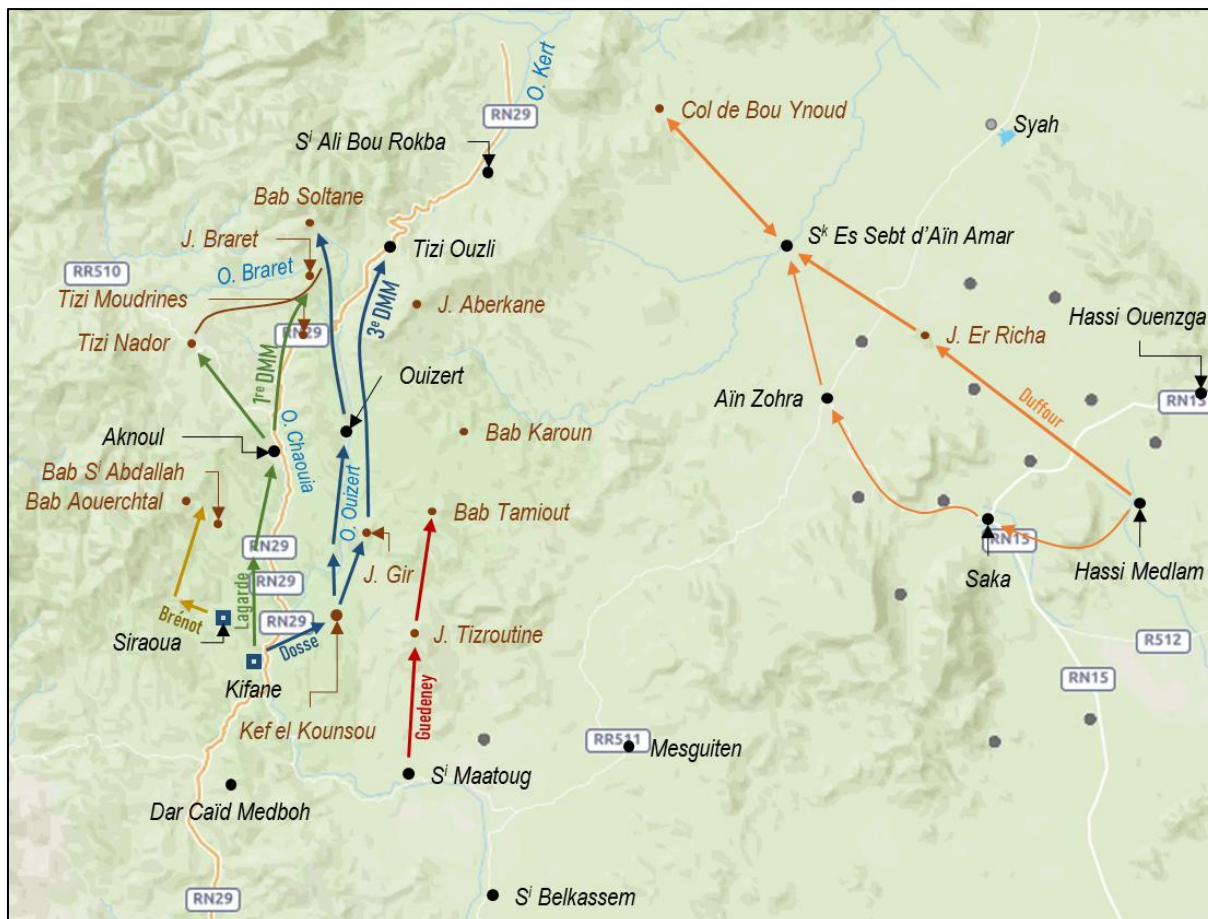 O. Kert
RN29
Col de Bou Ynoud
Syah
Sⁱ Ali Bou Rokba
Bab Soltane
J. Braret
Tizi Ouzli
Sᵏ Es Sebt d’Aïn Amar
RR510
O. Braret
Tizi Moudrines
3ᵉ DMM
J. Aberkane
Hassi Ouenzga
RN29
J. Er Richa
Tizi Nador
1ʳᵉ DMM
Ouizert
Duffour
RN15
Aïn Zohra
O. Chaouia
Aknoul
Bab Karoun
Bab Sⁱ Abdallah
Bab Aouerchtal
O. Ouizert
Bab Tamiout
RN29
RN15
J. Gir
Saka
Hassi Medlam
RN29
Lagarde
Brénot
RN29
Siraoua
Dosse
J. Tizroutine
R512
Kifane
RN15
Guedeney
Kef el Kounsou
RR511
Mesguiten
Sⁱ Maatoug
Dar Caïd Medboh
RN29
Sⁱ Belkassem